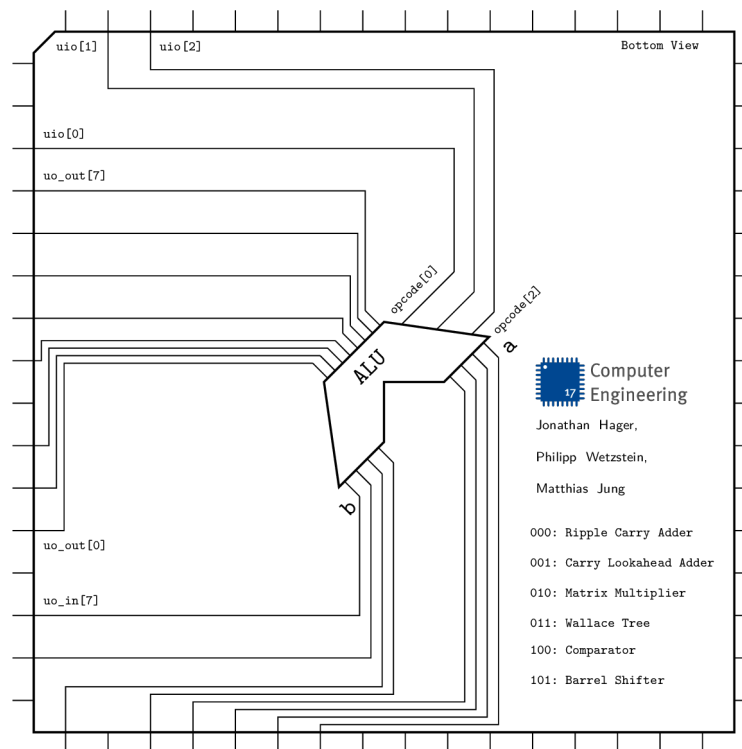 uio[1]
uio[2]
Bottom View
uio[0]
uo_out[7]
opcode[0]
opcode[2]
a
ALU
b
17
Computer
Engineering
Jonathan Hager,
Philipp Wetzstein,
Matthias Jung
000: Ripple Carry Adder
001: Carry Lookahead Adder
010: Matrix Multiplier
011: Wallace Tree
100: Comparator
101: Barrel Shifter
uo_out[0]
uo_in[7]